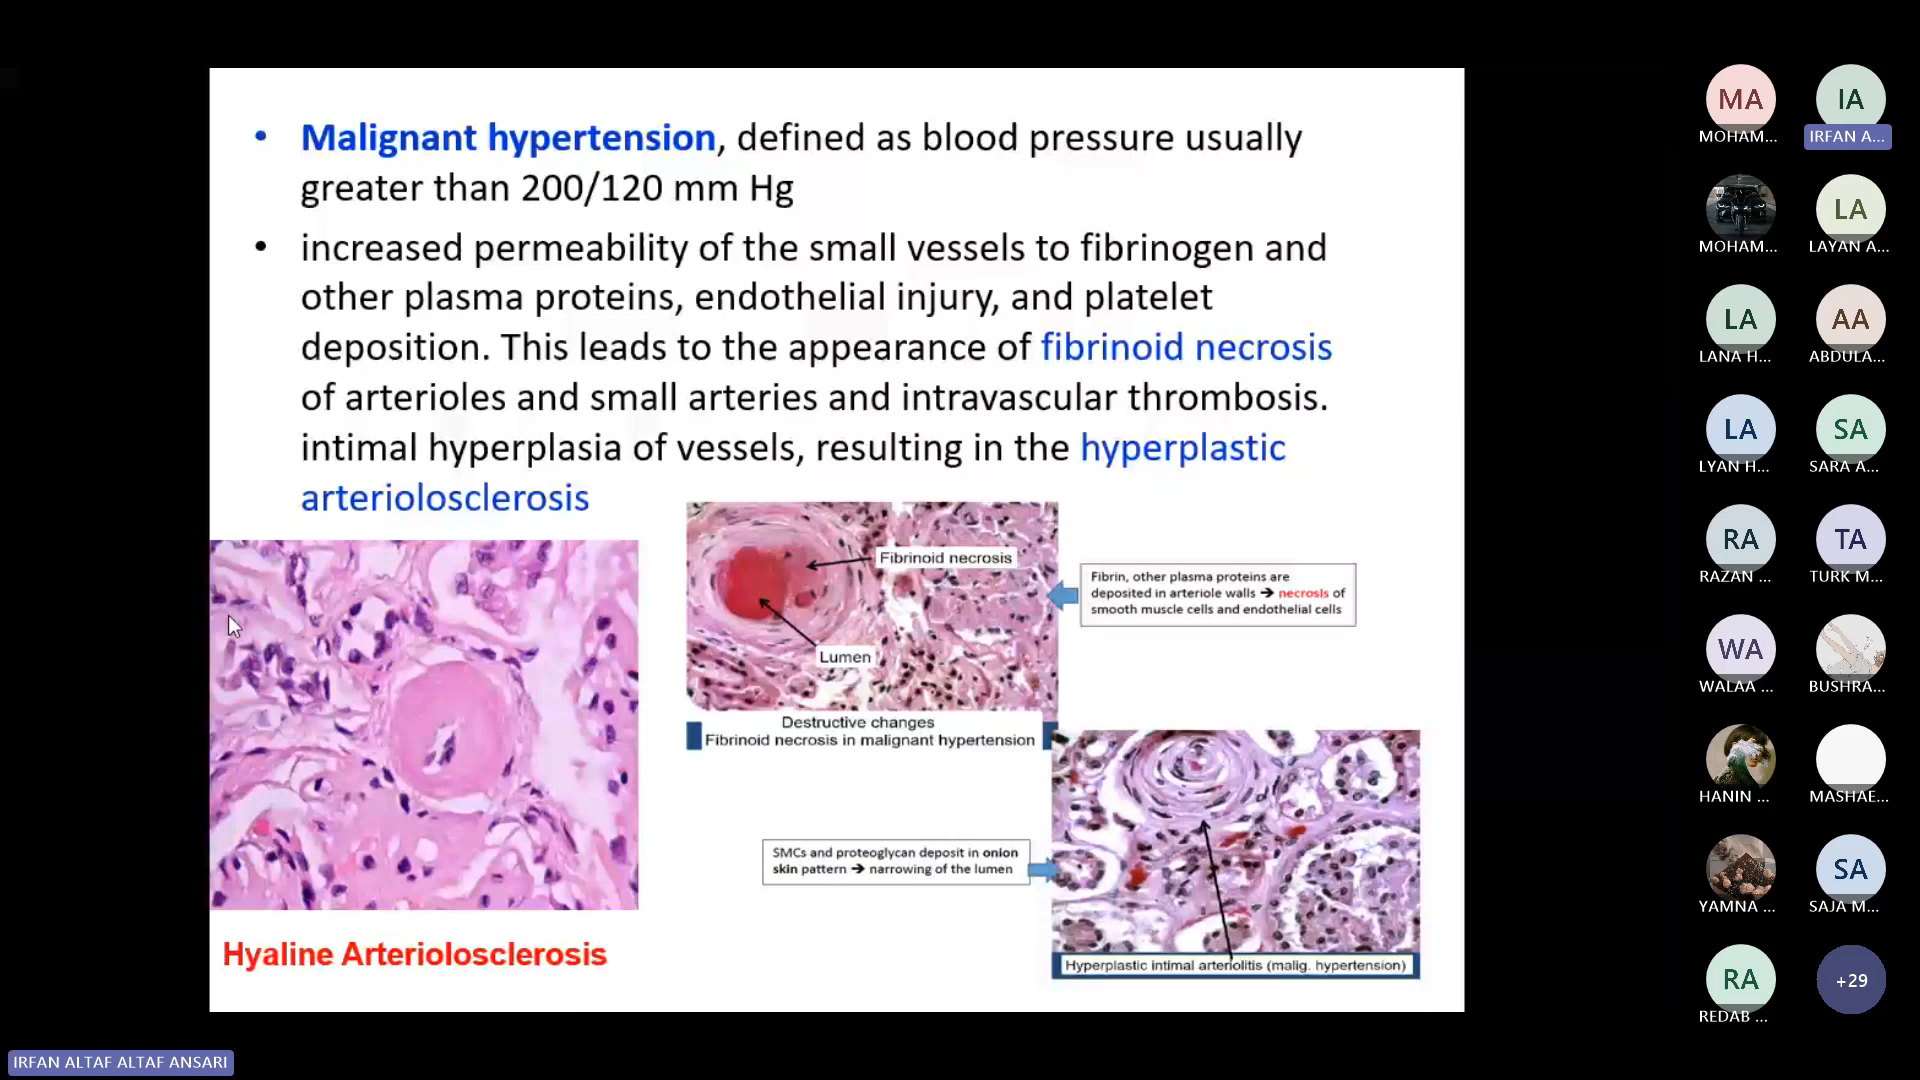 Malignant hypertension, defined as blood pressure usually
greater than 200/120 mm Hg
increased permeability of the small vessels to fibrinogen and
other plasma proteins, endothelial injury, and platelet
deposition. This leads to the appearance of fibrinoid necrosis
of arterioles and small arteries and intravascular thrombosis.
intimal hyperplasia of vessels, resulting in the hyperplastic
arteriolosclerosis
Fibrinoid necrosis
Lumen
Fibrin, other plasma proteins are
deposited in arteriole walls ➔ necrosis of
smooth muscle cells and endothelial cells
Destructive changes
Fibrinoid necrosis in malignant hypertension
SMCs and proteoglycan deposit in onion
skin pattern ➔ narrowing of the lumen
Hyperplastic intimal arteriolitis (malig. hypertension)
Hyaline Arteriolosclerosis
MA
MOHAM...
IA
IRFAN A...
MOHAM...
LA
LAYAN A...
LA
LANA H...
AA
ABDULA...
LA
LYAN H...
SA
SARA A...
RA
RAZAN ...
TA
TURK M...
WA
WALAA ...
BUSHRA...
HANIN ...
MASHAE...
YAMNA ...
SA
SAJA M...
RA
REDAB ...
+29
IRFAN ALTAF ALTAF ANSARI